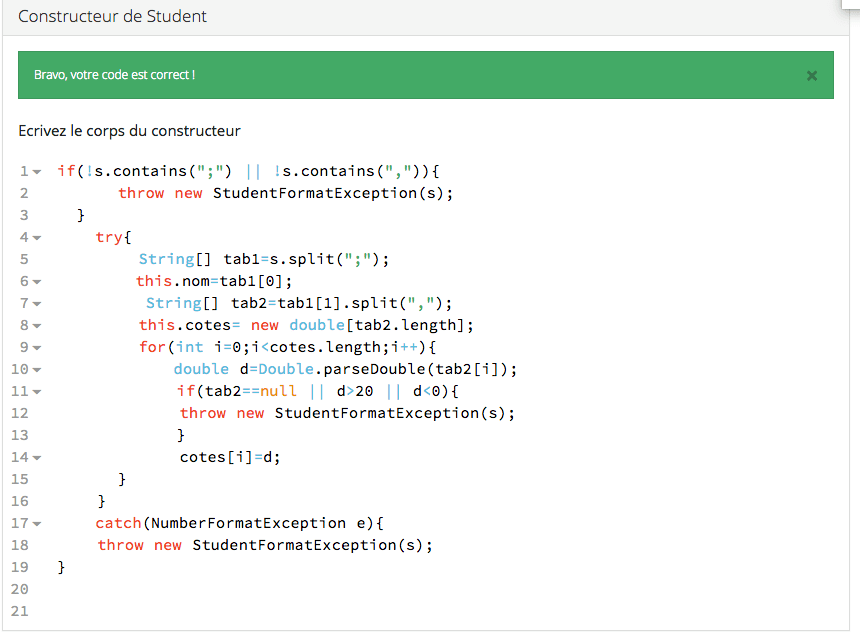 Constructeur de Student
Bravo, votre code est correct !
×
Ecrivez le corps du constructeur
1 if(!s.contains(";") || !s.contains(",")){
2 throw new StudentFormatException(s);
3 }
4 try{
5 String[] tab1=s.split(";");
6 this.nom=tab1[0];
7 String[] tab2=tab1[1].split(",");
8 this.cotes= new double[tab2.length];
9 for(int i=0;i<cotes.length;i++){
10 double d=Double.parseDouble(tab2[i]);
11 if(tab2==null || d>20 || d<0){
12 throw new StudentFormatException(s);
13 }
14 cotes[i]=d;
15 }
16 }
17 catch(NumberFormatException e){
18 throw new StudentFormatException(s);
19 }
20
21